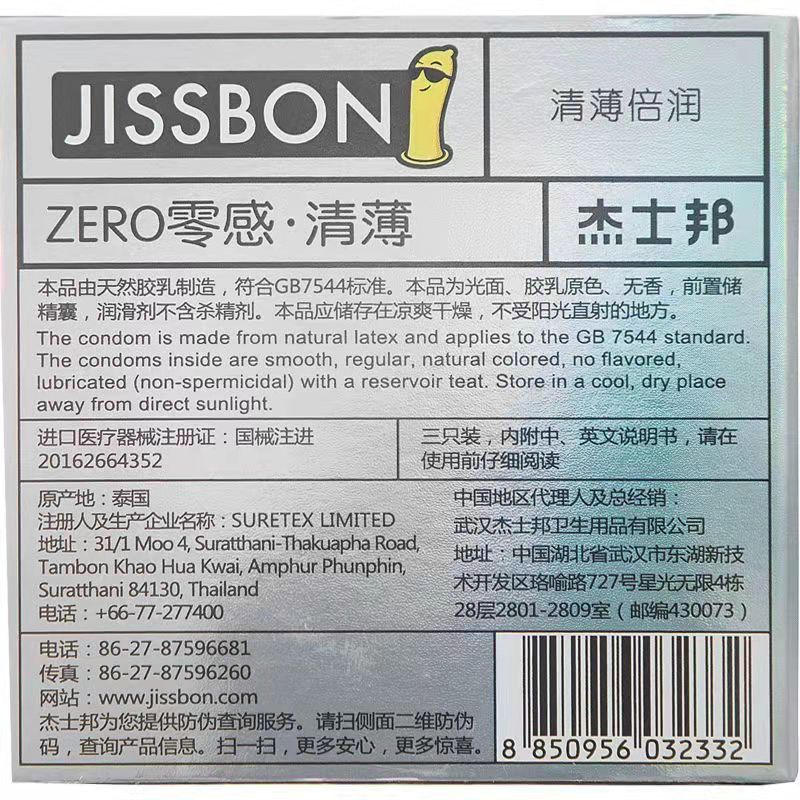 JISSBON
清薄倍润
ZERO零感·清薄
杰士邦
本品由天然胶乳制造，符合GB7544标准。本品为光面、胶乳原色、无香，前置储
精囊，润滑剂不含杀精剂。本品应储存在凉爽干燥，不受阳光直射的地方。
The condom is made from natural latex and applies to the GB 7544 standard.
The condoms inside are smooth, regular, natural colored, no flavored,
lubricated (non-spermicidal) with a reservoir teat. Store in a cool, dry place
away from direct sunlight.
进口医疗器械注册证：国械注进
20162664352
三只装，内附中、英文说明书，请在
使用前仔细阅读
原产地：泰国
注册人及生产企业名称：SURETEX LIMITED
地址：31/1 Moo 4, Suratthani-Thakuapha Road,
Tambon Khao Hua Kwai, Amphur Phunphin,
Suratthani 84130, Thailand
电话：+66-77-277400
中国地区代理人及总经销：
武汉杰士邦卫生用品有限公司
地址：中国湖北省武汉市东湖新技
术开发区珞喻路727号星光无限4栋
28层2801-2809室（邮编430073）
电话：86-27-87596681
传真：86-27-87596260
网站：www.jissbon.com
杰士邦为您提供防伪查询服务。请扫侧面二维防伪
码，查询产品信息。扫一扫，更多安心，更多惊喜。
8 850956 032332